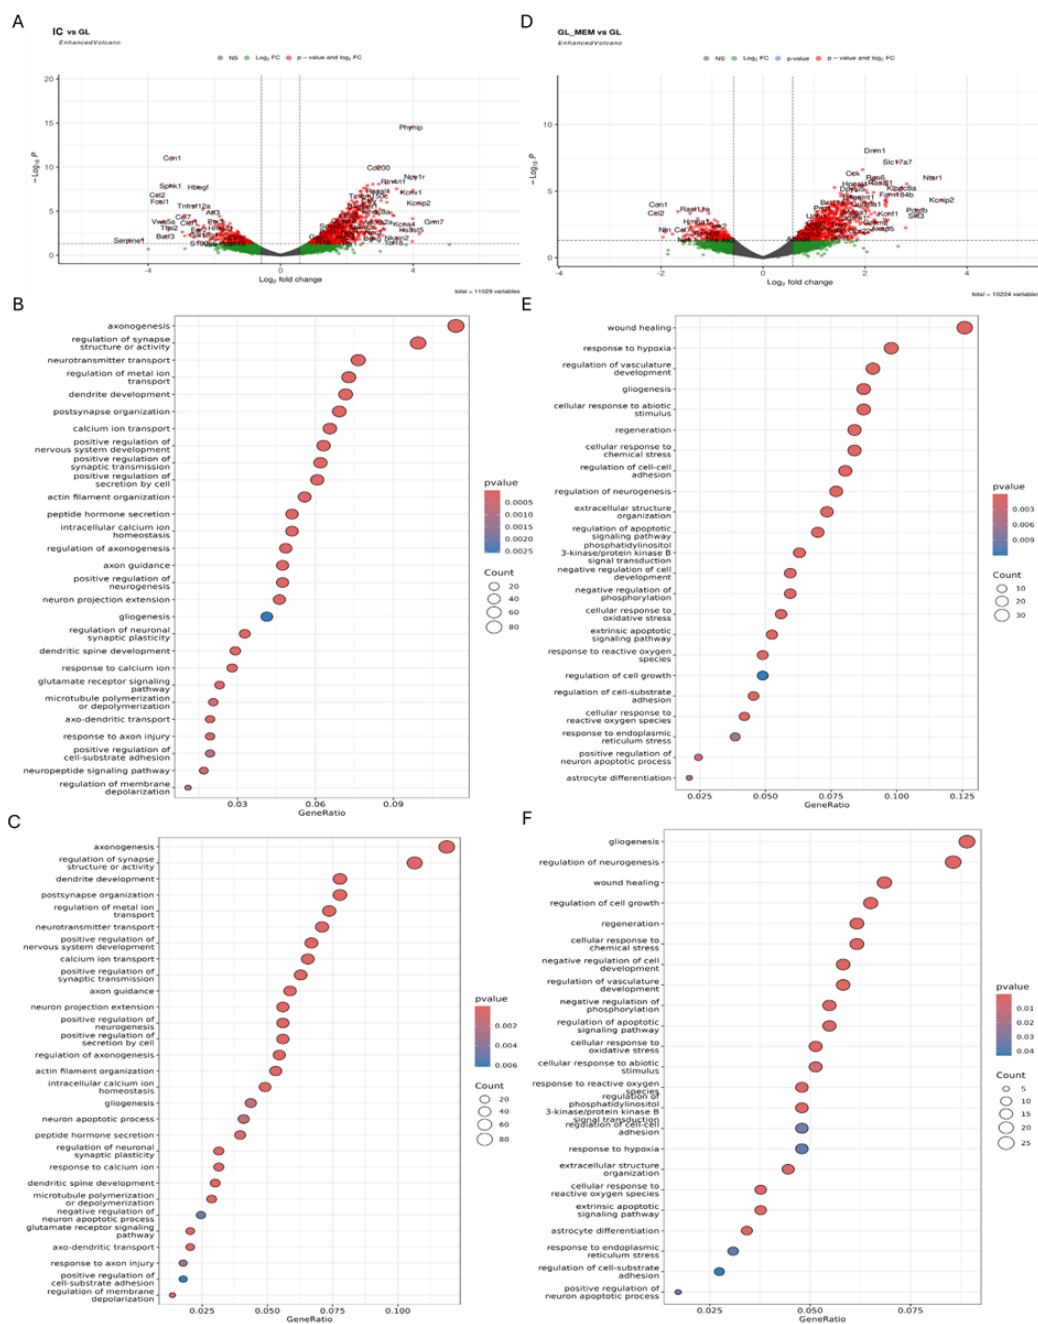 A
IC vs GL
EnhancedVolcano
NS Log₂ FC p – value and log₂ FC
20
15
10
5
0
– Log₁₀ P
Phyhip
Ccn1
Cd200
Npy1r
Sphk1
Hbegf
Ccl2
Fosl1
Tnfrsf12a
Kcnip2
Grm7
Kcna4
Serpine1
-4
0
4
Log₂ fold change
total = 11029 variables
D
GL_MEM vs GL
EnhancedVolcano
NS Log₂ FC p-value p – value and log₂ FC
10
5
0
– Log₁₀ P
Dnm1
Slc17a7
Ntsr1
Kcnip2
Ccn1
Ccl2
-4
-2
0
2
4
Log₂ fold change
total = 10224 variables
B
axonogenesis
regulation of synapse
structure or activity
neurotransmitter transport
regulation of metal ion
transport
dendrite development
postsynapse organization
calcium ion transport
positive regulation of
nervous system development
positive regulation of
synaptic transmission
positive regulation of
secretion by cell
actin filament organization
peptide hormone secretion
intracellular calcium ion
homeostasis
regulation of axonogenesis
axon guidance
positive regulation of
neurogenesis
neuron projection extension
gliogenesis
regulation of neuronal
synaptic plasticity
dendritic spine development
response to calcium ion
glutamate receptor signaling
pathway
microtubule polymerization
or depolymerization
axo-dendritic transport
response to axon injury
positive regulation of
cell-substrate adhesion
neuropeptide signaling pathway
regulation of membrane
depolarization
0.03
0.06
0.09
GeneRatio
pvalue
0.0005
0.0010
0.0015
0.0020
0.0025
Count
20
40
60
80
E
wound healing
response to hypoxia
regulation of vasculature
development
gliogenesis
cellular response to abiotic
stimulus
regeneration
cellular response to
chemical stress
regulation of cell-cell
adhesion
regulation of neurogenesis
extracellular structure
organization
regulation of apoptotic
signaling pathway
phosphatidylinositol
3-kinase/protein kinase B
signal transduction
negative regulation of cell
development
negative regulation of
phosphorylation
cellular response to
oxidative stress
extrinsic apoptotic
signaling pathway
response to reactive oxygen
species
regulation of cell growth
regulation of cell-substrate
adhesion
cellular response to
reactive oxygen species
response to endoplasmic
reticulum stress
positive regulation of
neuron apoptotic process
astrocyte differentiation
0.025
0.050
0.075
0.100
0.125
GeneRatio
pvalue
0.003
0.006
0.009
Count
10
20
30
C
axonogenesis
regulation of synapse
structure or activity
dendrite development
postsynapse organization
regulation of metal ion
transport
neurotransmitter transport
positive regulation of
nervous system development
calcium ion transport
positive regulation of
synaptic transmission
axon guidance
neuron projection extension
positive regulation of
neurogenesis
positive regulation of
secretion by cell
regulation of axonogenesis
actin filament organization
intracellular calcium ion
homeostasis
gliogenesis
neuron apoptotic process
peptide hormone secretion
regulation of neuronal
synaptic plasticity
response to calcium ion
dendritic spine development
microtubule polymerization
or depolymerization
negative regulation of
neuron apoptotic process
glutamate receptor signaling
pathway
axo-dendritic transport
response to axon injury
positive regulation of
cell-substrate adhesion
regulation of membrane
depolarization
0.025
0.050
0.075
0.100
GeneRatio
pvalue
0.002
0.004
0.006
Count
20
40
60
80
F
gliogenesis
regulation of neurogenesis
wound healing
regulation of cell growth
regeneration
cellular response to
chemical stress
negative regulation of cell
development
regulation of vasculature
development
negative regulation of
phosphorylation
regulation of apoptotic
signaling pathway
cellular response to
oxidative stress
cellular response to abiotic
stimulus
response to reactive oxygen
species
regulation of
phosphatidylinositol
3-kinase/protein kinase B
signal transduction
regulation of cell-cell
adhesion
response to hypoxia
extracellular structure
organization
cellular response to
reactive oxygen species
extrinsic apoptotic
signaling pathway
astrocyte differentiation
response to endoplasmic
reticulum stress
regulation of cell-substrate
adhesion
positive regulation of
neuron apoptotic process
0.025
0.050
0.075
GeneRatio
pvalue
0.01
0.02
0.03
0.04
Count
5
10
15
20
25